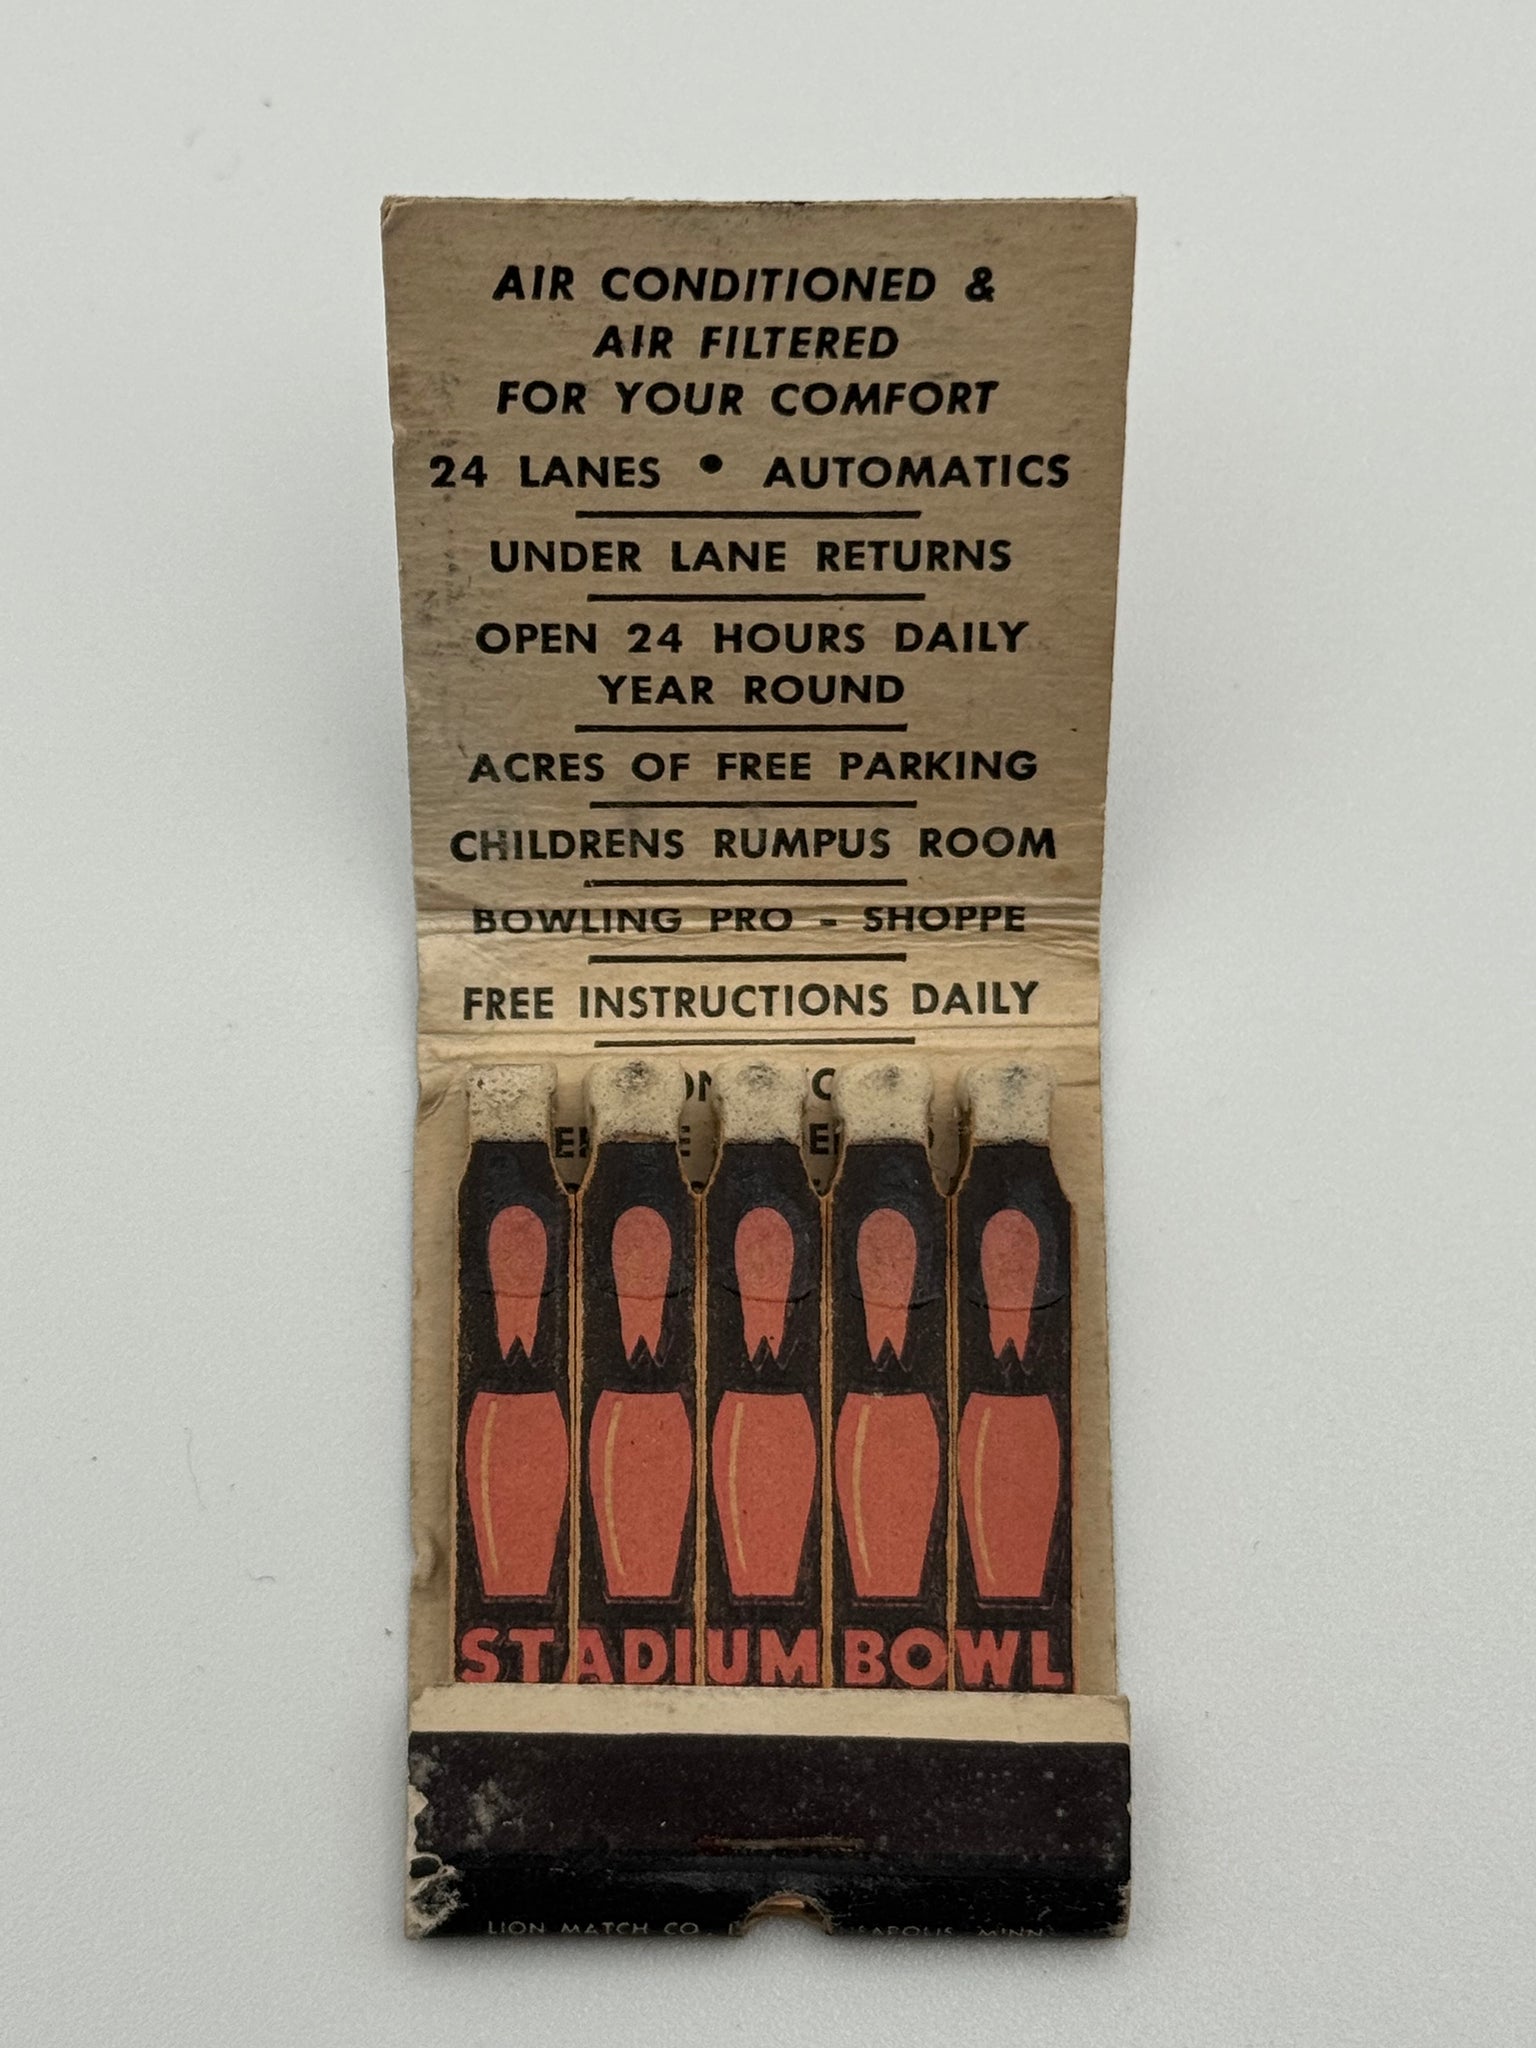 AIR CONDITIONED &
AIR FILTERED
FOR YOUR COMFORT
24 LANES • AUTOMATICS
UNDER LANE RETURNS
OPEN 24 HOURS DAILY
YEAR ROUND
ACRES OF FREE PARKING
CHILDRENS RUMPUS ROOM
BOWLING PRO - SHOPPE
FREE INSTRUCTIONS DAILY
STADIUM BOWL
LION MATCH CO.
MINN